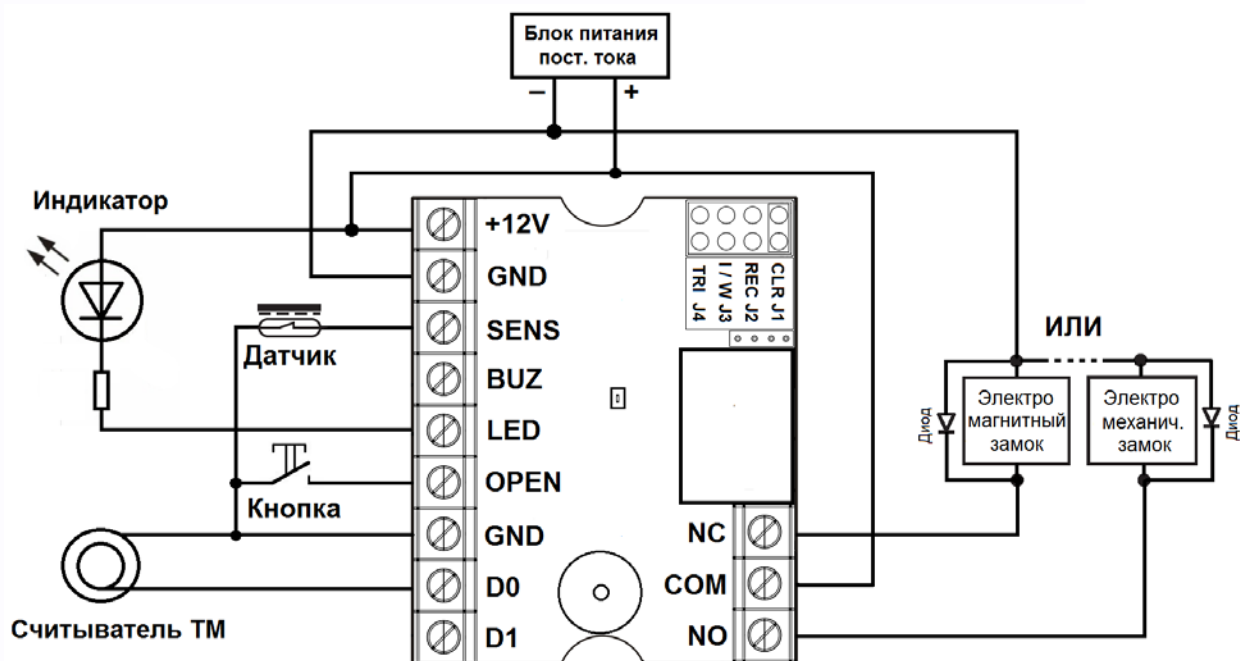 Блок питания
пост. тока
– +
Индикатор
+12V
GND
SENS
Датчик
BUZ
LED
OPEN
Кнопка
GND
D0
Считыватель ТМ
D1
TRI J4
I / W J3
REC J2
CLR J1
ИЛИ
Диод
Электро
магнитный
замок
Электро
механич.
замок
Диод
NC
COM
NO